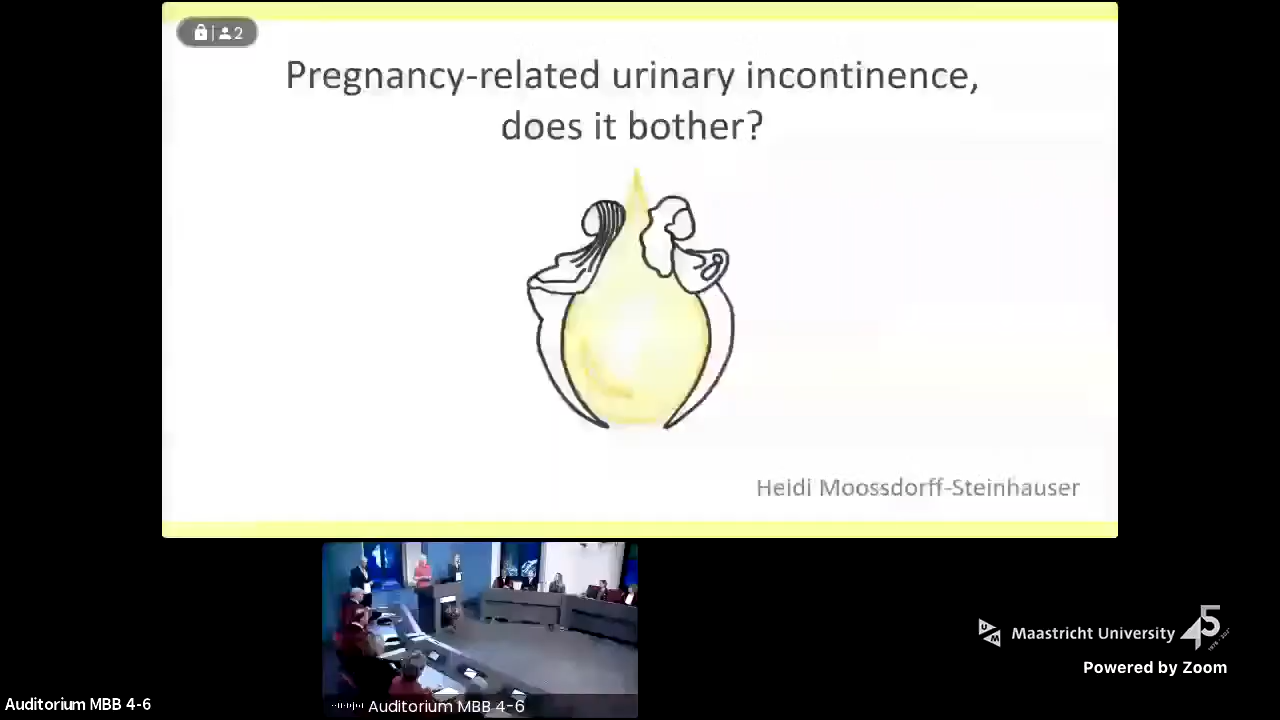 2
Pregnancy-related urinary incontinence,
does it bother?
Heidi Moossdorff-Steinhauser
Maastricht University
45
Powered by Zoom
Auditorium MBB 4-6
Auditorium MBB 4-6